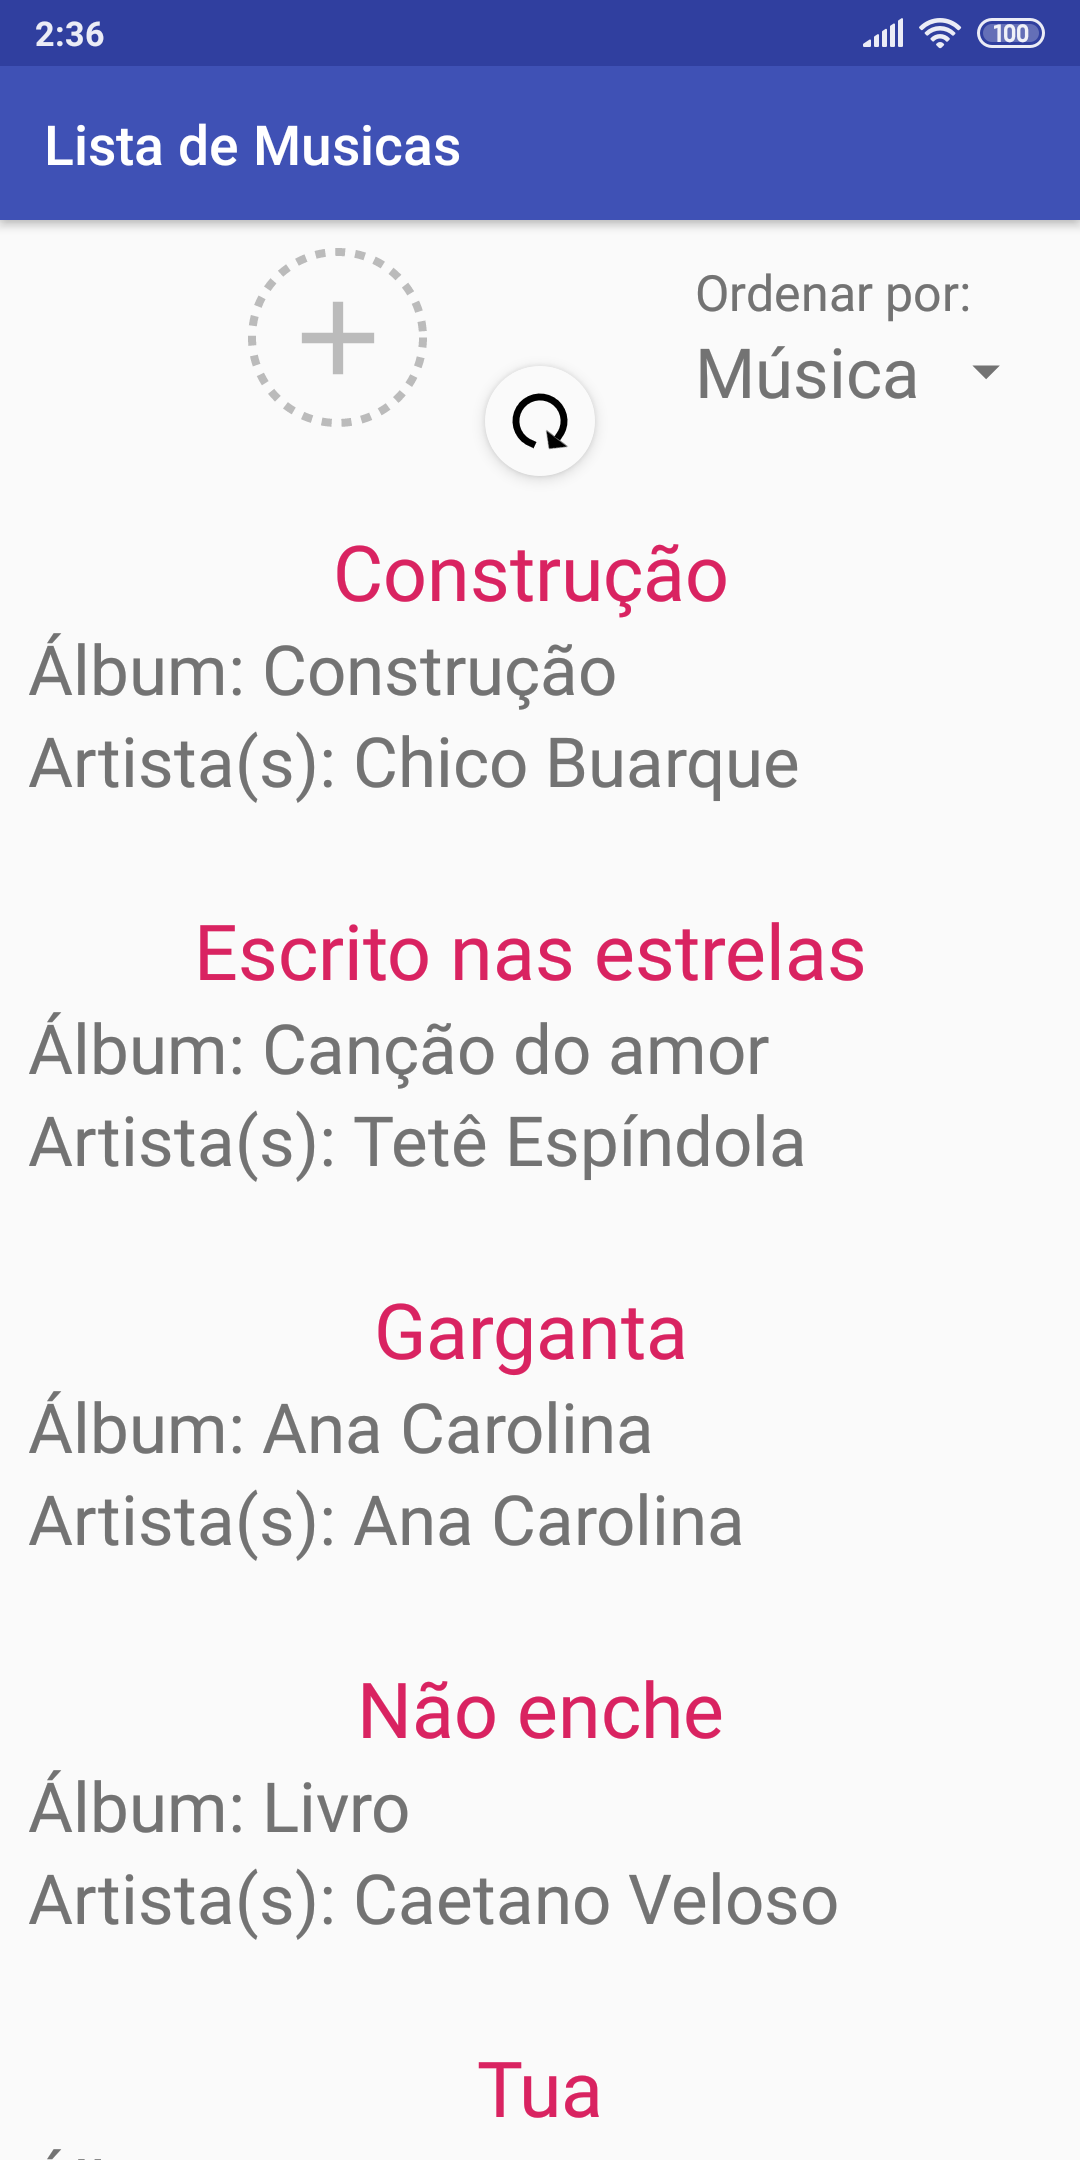 2:36
100
Lista de Musicas
Ordenar por:
Música
Construção
Álbum: Construção
Artista(s): Chico Buarque
Escrito nas estrelas
Álbum: Canção do amor
Artista(s): Tetê Espíndola
Garganta
Álbum: Ana Carolina
Artista(s): Ana Carolina
Não enche
Álbum: Livro
Artista(s): Caetano Veloso
Tua